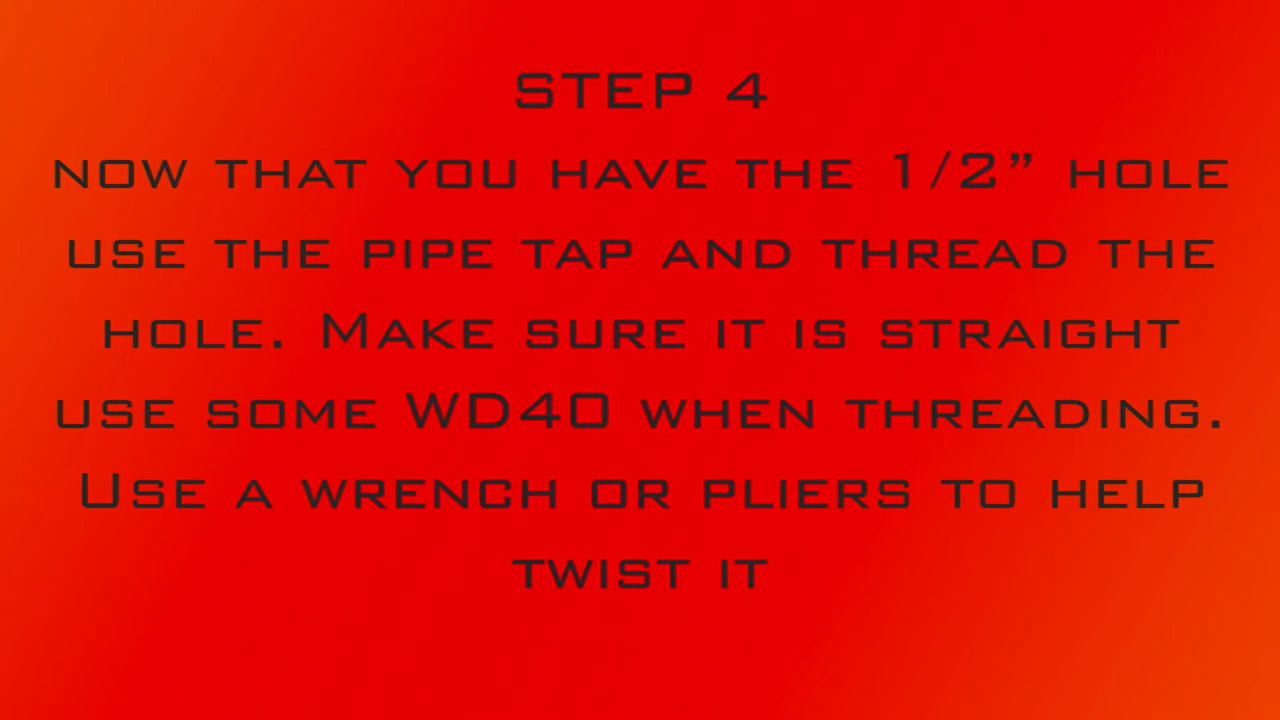 STEP 4
NOW THAT YOU HAVE THE 1/2” HOLE
USE THE PIPE TAP AND THREAD THE
HOLE. MAKE SURE IT IS STRAIGHT
USE SOME WD40 WHEN THREADING.
USE A WRENCH OR PLIERS TO HELP
TWIST IT